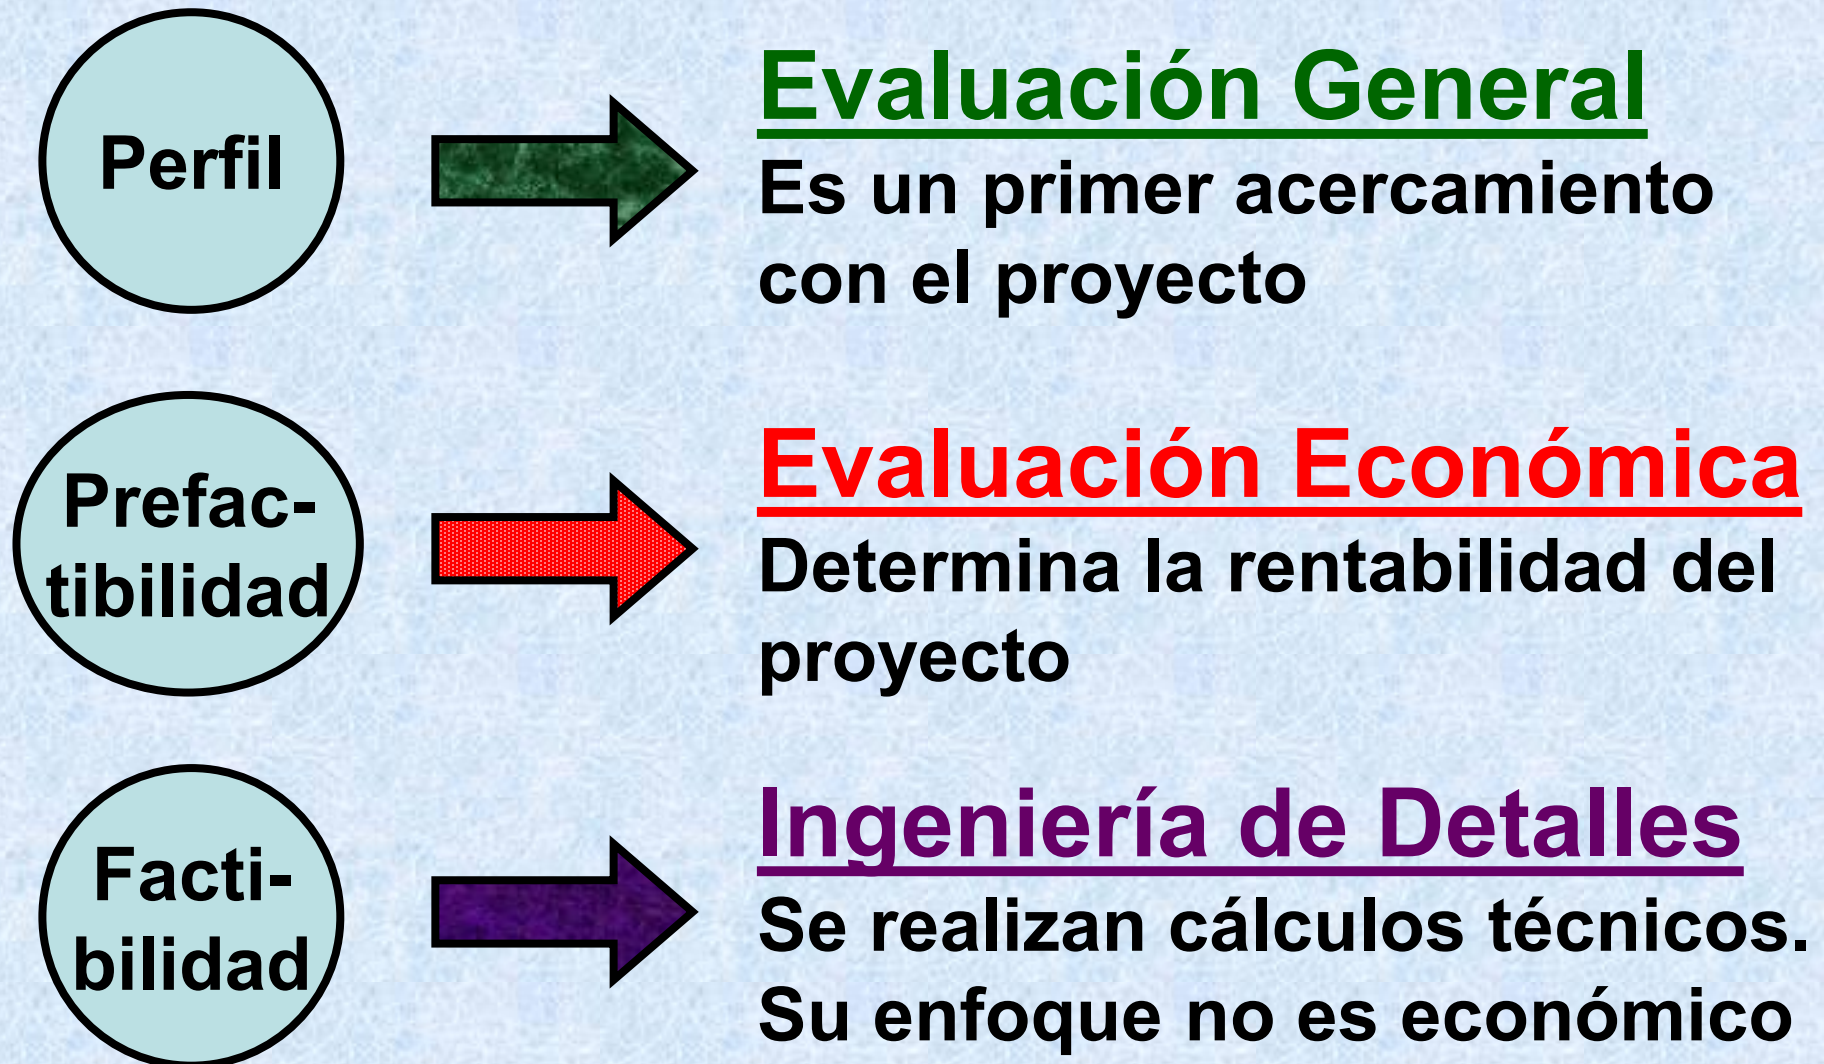 Perfil
Evaluación General
Es un primer acercamiento
con el proyecto
Prefac-
tibilidad
Evaluación Económica
Determina la rentabilidad del
proyecto
Facti-
bilidad
Ingeniería de Detalles
Se realizan cálculos técnicos.
Su enfoque no es económico